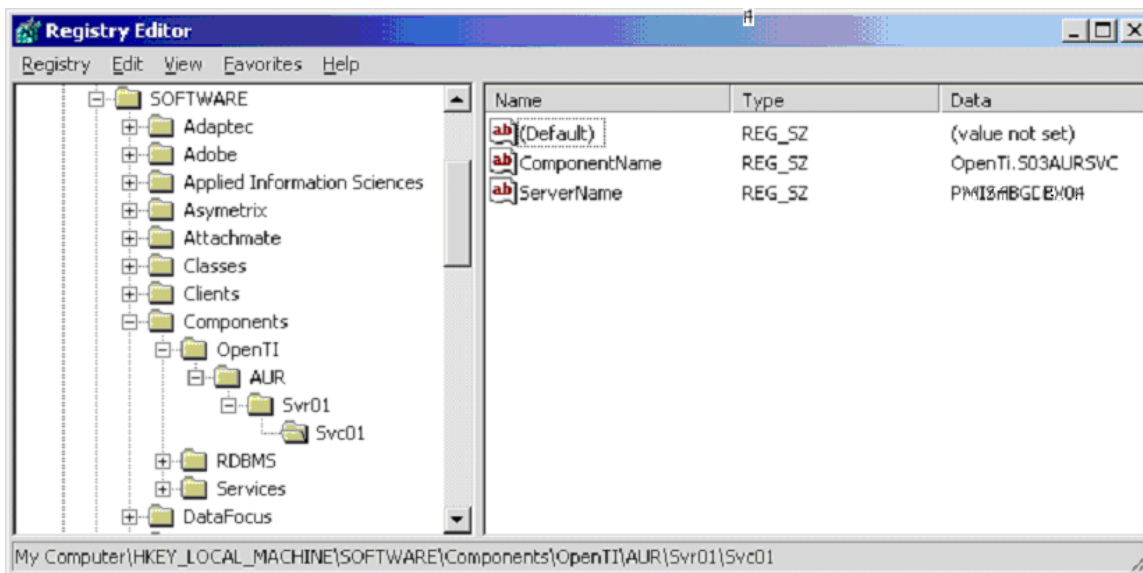 Registry Editor
Registry Edit View Favorites Help
SOFTWARE
Adaptec
Adobe
Applied Information Sciences
Asymetrix
Attachmate
Classes
Clients
Components
OpenTI
AUR
Svr01
Svc01
RDBMS
Services
DataFocus
Name Type Data
(Default) REG_SZ (value not set)
ComponentName REG_SZ OpenTi.S03AURSVC
ServerName REG_SZ
My Computer\HKEY_LOCAL_MACHINE\SOFTWARE\Components\OpenTI\AUR\Svr01\Svc01